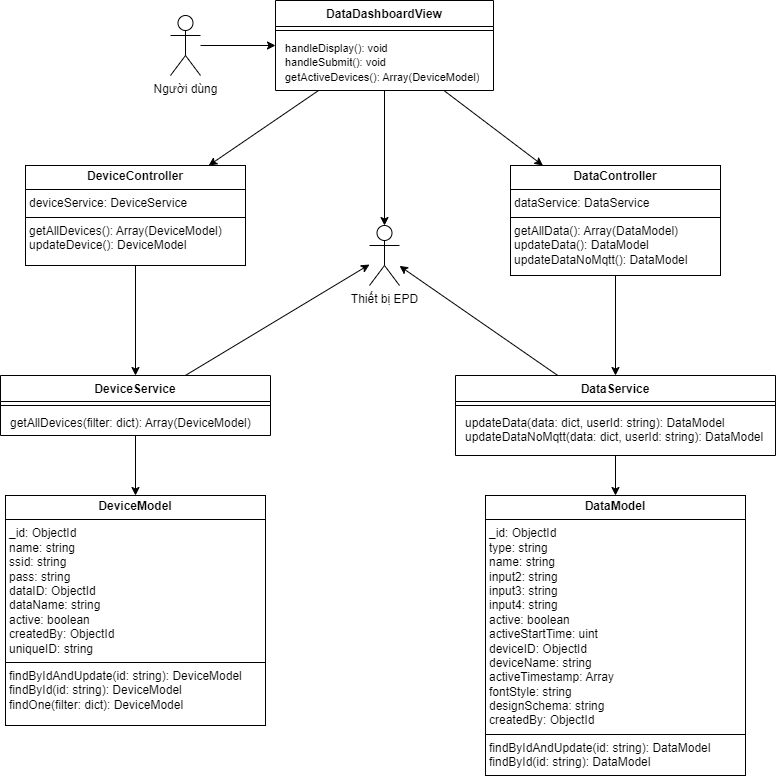 DataDashboardView
handleDisplay(): void
handleSubmit(): void
getActiveDevices(): Array(DeviceModel)
Người dùng
DeviceController
deviceService: DeviceService
getAllDevices(): Array(DeviceModel)
updateDevice(): DeviceModel
DataController
dataService: DataService
getAllData(): Array(DataModel)
updateData(): DataModel
updateDataNoMqtt(): DataModel
Thiết bị EPD
DeviceService
getAllDevices(filter: dict): Array(DeviceModel)
DataService
updateData(data: dict, userId: string): DataModel
updateDataNoMqtt(data: dict, userId: string): DataModel
DeviceModel
_id: ObjectId
name: string
ssid: string
pass: string
dataID: ObjectId
dataName: string
active: boolean
createdBy: ObjectId
uniqueID: string
findByIdAndUpdate(id: string): DeviceModel
findById(id: string): DeviceModel
findOne(filter: dict): DeviceModel
DataModel
_id: ObjectId
type: string
name: string
input2: string
input3: string
input4: string
active: boolean
activeStartTime: uint
deviceID: ObjectId
deviceName: string
activeTimestamp: Array
fontStyle: string
designSchema: string
createdBy: ObjectId
findByIdAndUpdate(id: string): DataModel
findById(id: string): DataModel